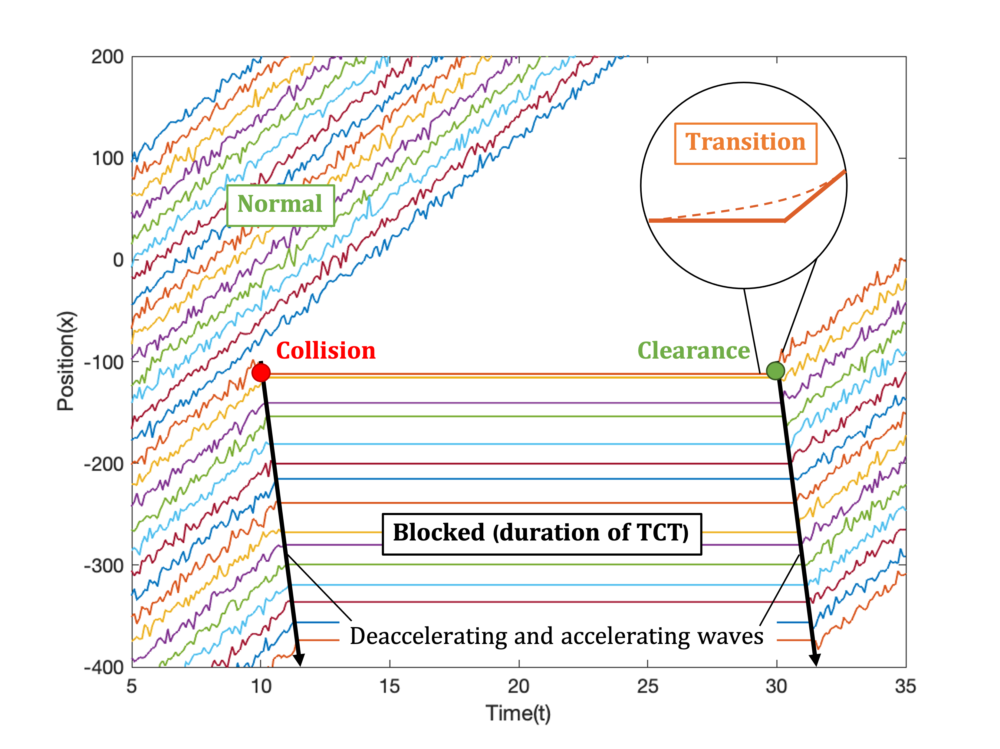 200
100
0
-100
-200
-300
-400
Position(x)
Transition
Normal
Collision
Clearance
Blocked (duration of TCT)
Deaccelerating and accelerating waves
5 10 15 20 25 30 35
Time(t)